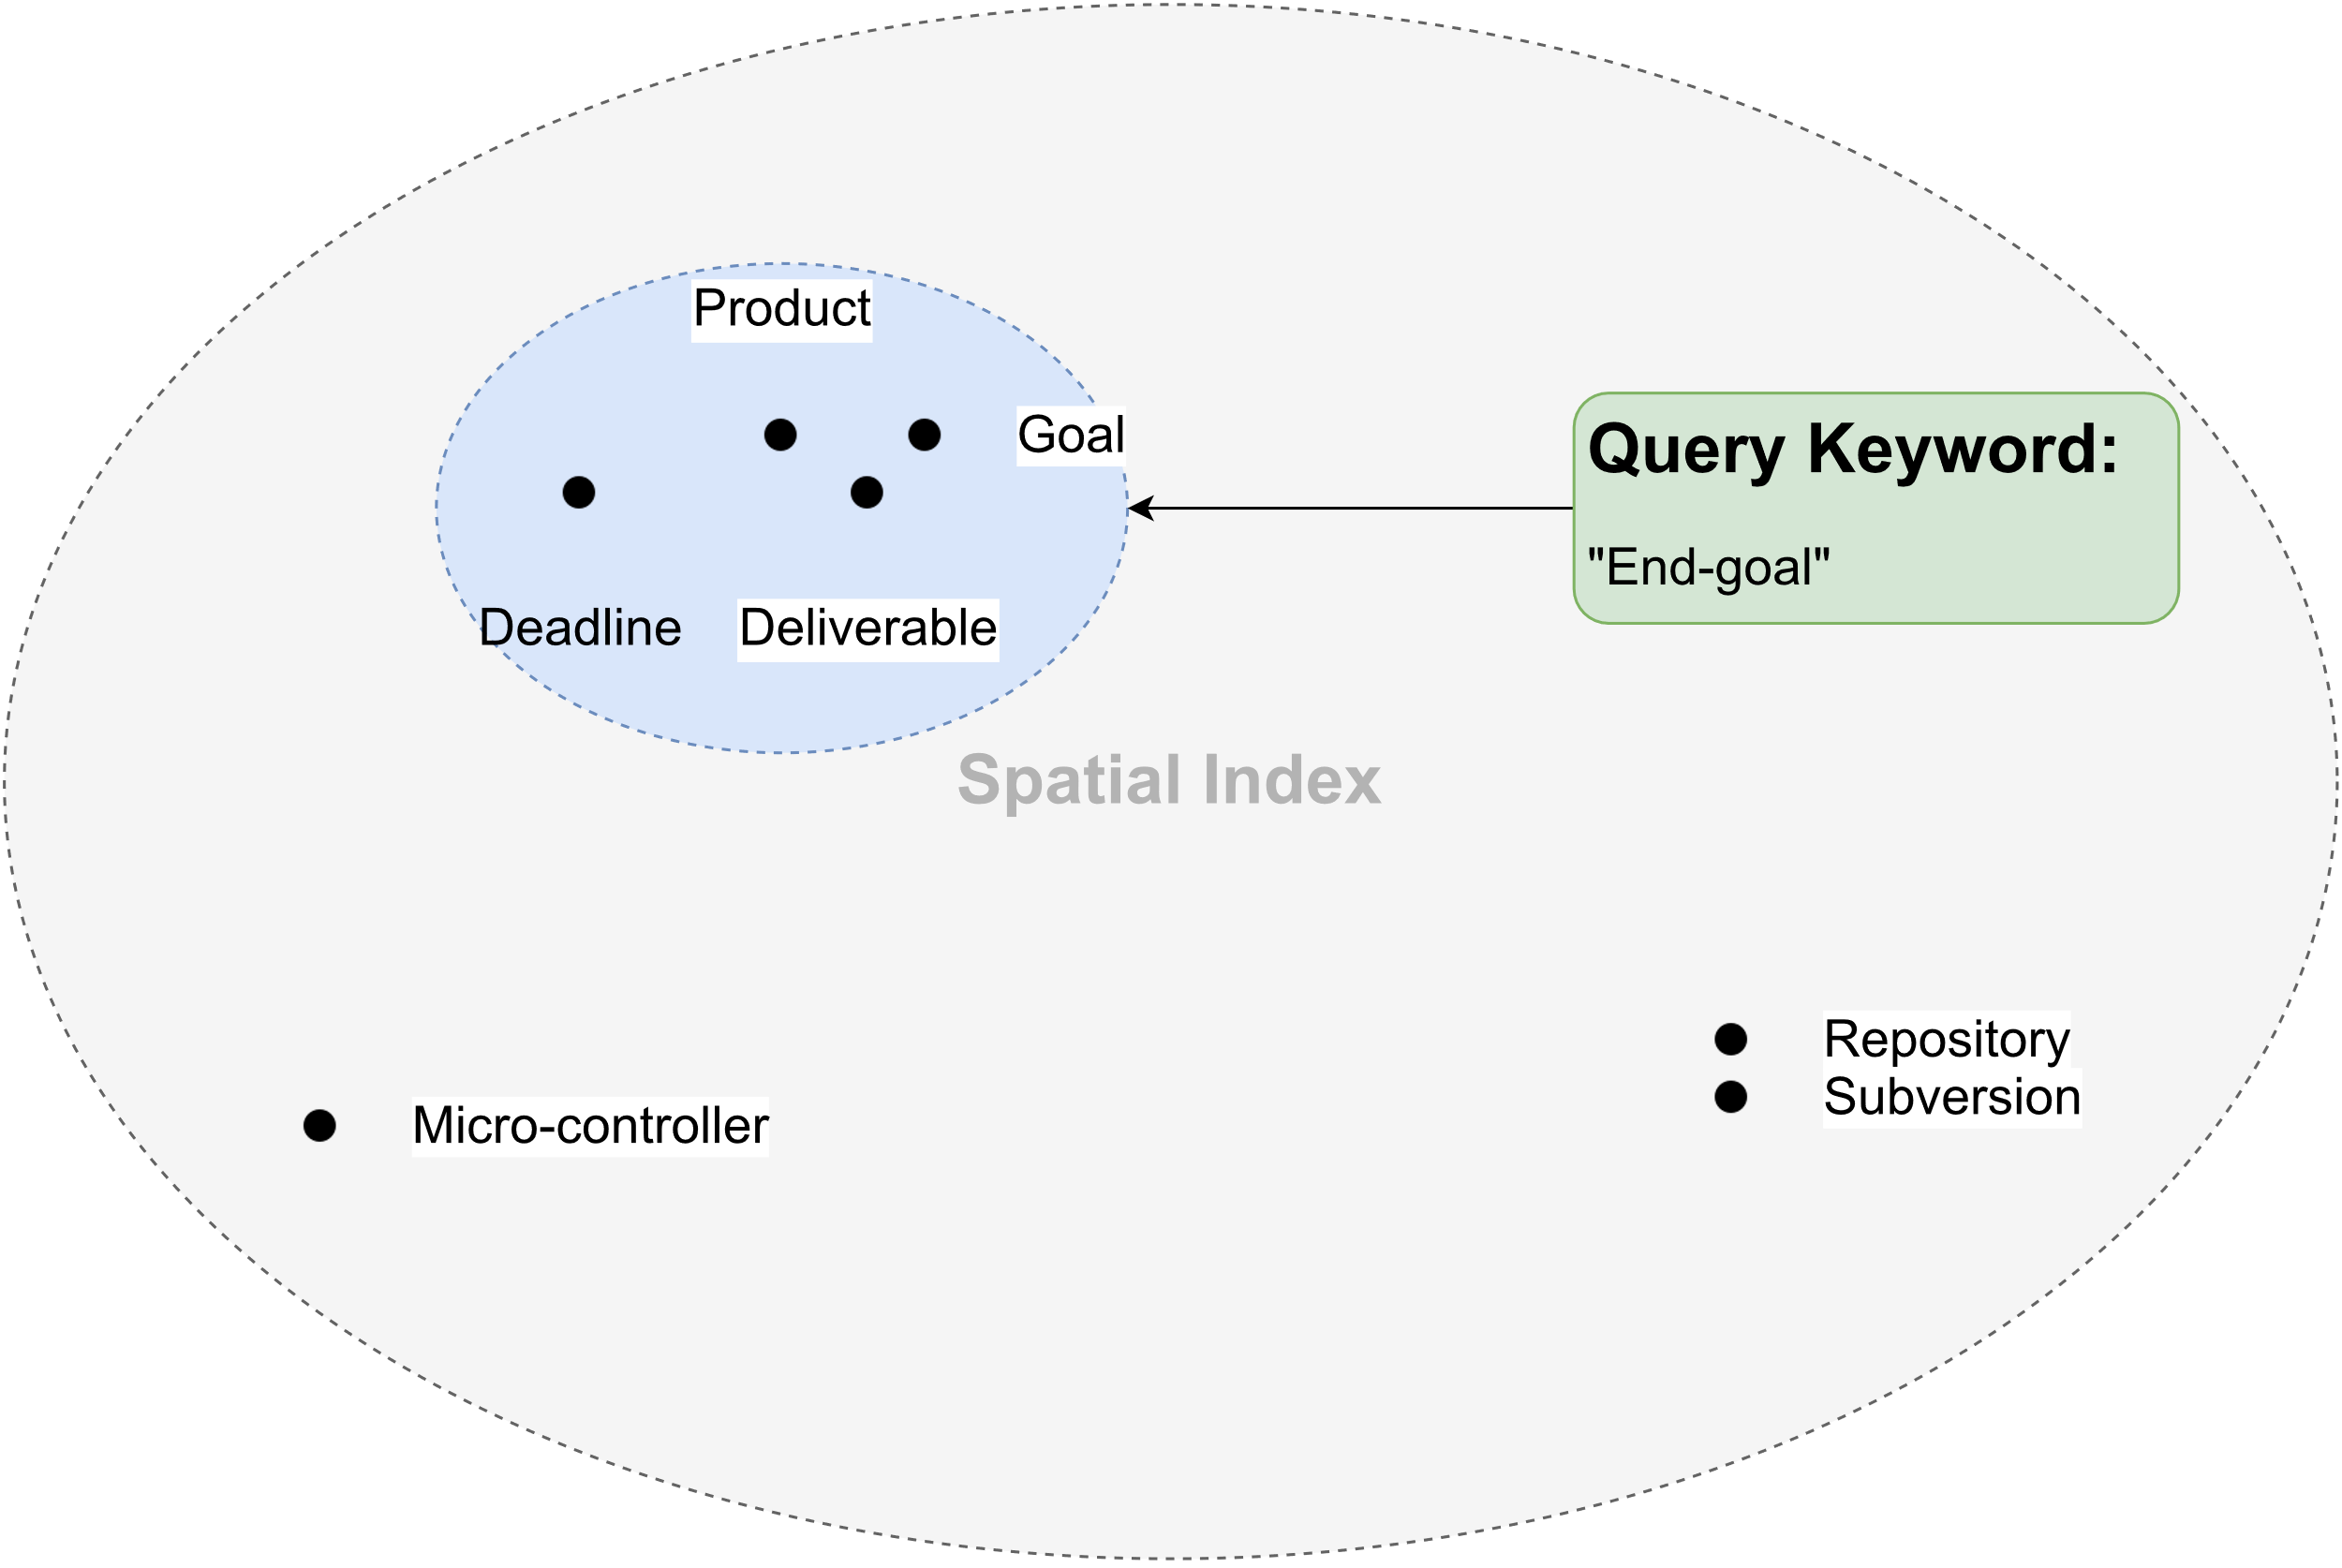 Product
Goal
Query Keyword:
"End-goal"
Deadline
Deliverable
Spatial Index
Repository
Subversion
Micro-controller